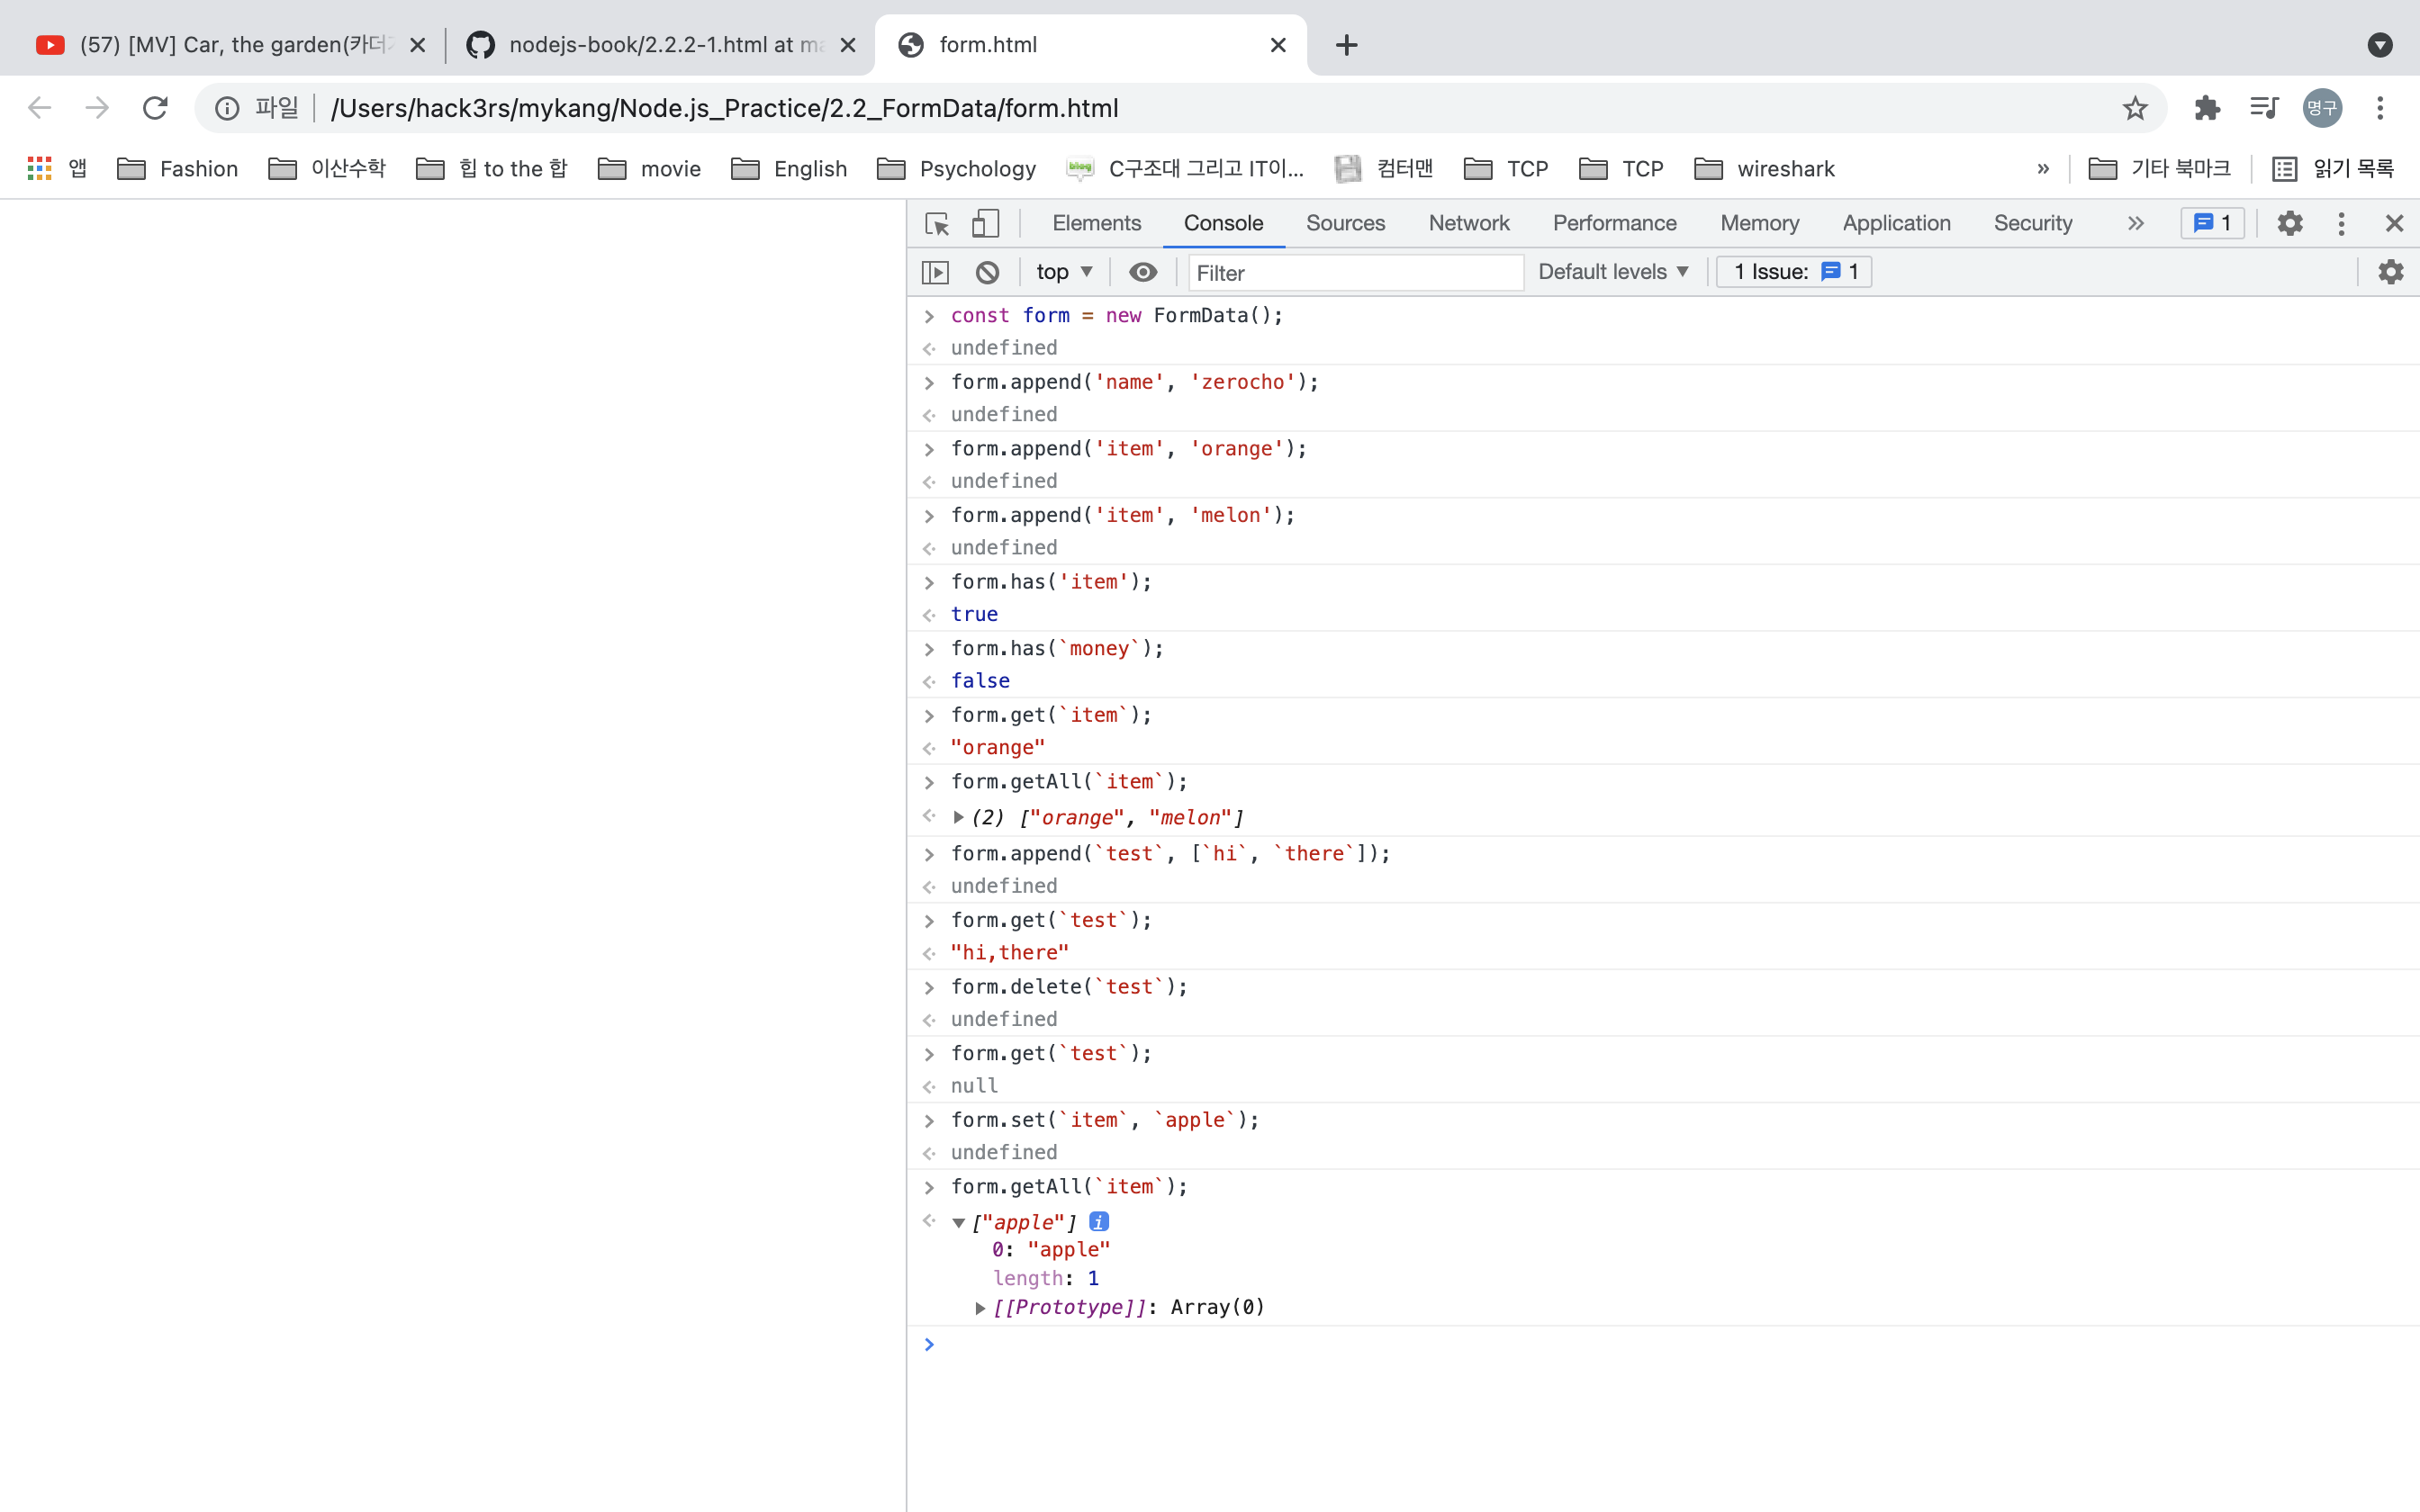 (57) [MV] Car, the garden(카더
nodejs-book/2.2.2-1.html at ma
form.html
파일 /Users/hack3rs/mykang/Node.js_Practice/2.2_FormData/form.html
명구
앱 Fashion 이산수학 힙 to the 합 movie English Psychology C구조대 그리고 IT이... 컴터맨 TCP TCP wireshark » 기타 북마크 읽기 목록
Elements Console Sources Network Performance Memory Application Security » 1
top Filter Default levels 1 Issue: 1
const form = new FormData();
undefined
form.append('name', 'zerocho');
undefined
form.append('item', 'orange');
undefined
form.append('item', 'melon');
undefined
form.has('item');
true
form.has(`money`);
false
form.get(`item`);
"orange"
form.getAll(`item`);
(2) ["orange", "melon"]
form.append(`test`, [`hi`, `there`]);
undefined
form.get(`test`);
"hi,there"
form.delete(`test`);
undefined
form.get(`test`);
null
form.set(`item`, `apple`);
undefined
form.getAll(`item`);
["apple"] i
0: "apple"
length: 1
[[Prototype]]: Array(0)